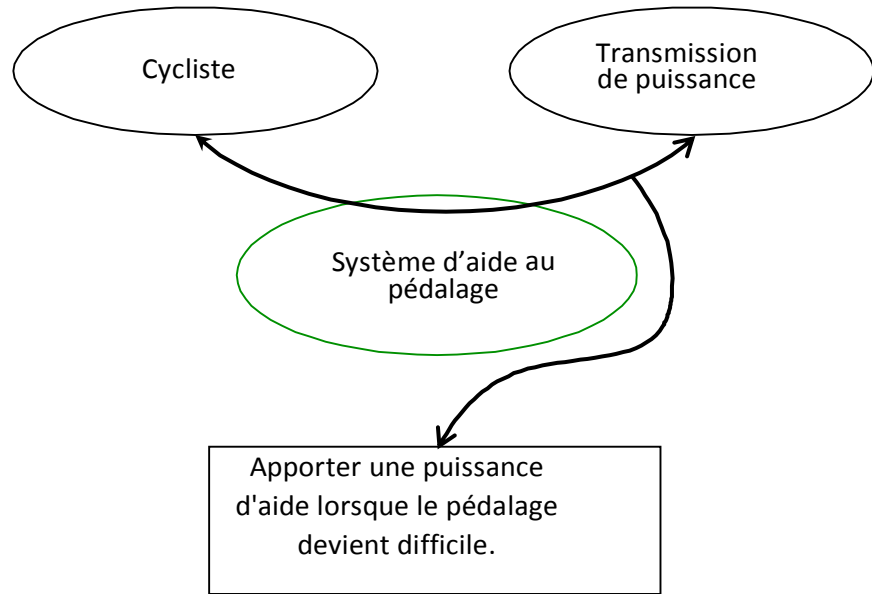 Cycliste
Transmission
de puissance
Système d’aide au
pédalage
Apporter une puissance
d'aide lorsque le pédalage
devient difficile.